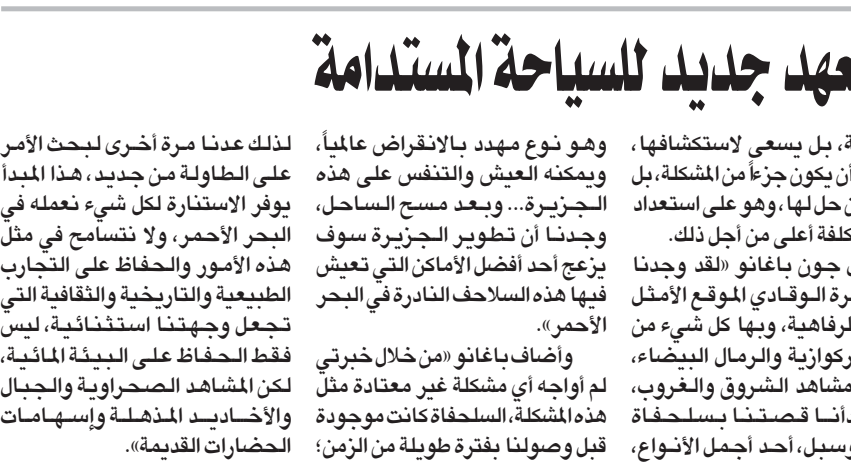 جديد للسياحة المستدامة
بل يسعى لاستكشافها ،
أن يكون جزءاً من المشكلة، بل
حل لها ، وهو على استعداد
أعلى من أجل ذلك.
جون باغانو «لقد وجدنا
الوقادي الموقع الأمثل
وبها كل شيء من
والرمال البيضاء،
مشاهد الشروق والغروب،
قصتنا بسلحفاة
أحد أجمل الأنواع،
وهو نوع مهدد بالانقراض عالمياً،
ويمكنه العيش والتنفس على هذه
الجزيرة... وبعد مسح الساحل،
وجدنا أن تطوير الجزيرة سوف
يزعج أحد أفضل الأماكن التي تعيش
فيها هذه السلاحف النادرة في البحر
الأحمر».
وأضاف باغانو «من خلال خبرتي
لم أواجه أي مشكلة غير معتادة مثل
هذه المشكلة، السلحفاة كانت موجودة
قبل وصولنا بفترة طويلة من الزمن؛
لذلك عدنا مرة أخرى لبحث الأمر
على الطاولة من جديد، هذا المبدأ
يوفر الاستنارة لكل شيء نعمله في
البحر الأحمر، ولا نتسامح في مثل
هذه الأمور والحفاظ على التجارب
الطبيعية والتاريخية والثقافية التي
تجعل وجهتنا استثنائية، ليس
فقط الحفاظ على البيئة المائية،
لكن المشاهد الصحراوية والجبال
والأخاديد المذهلة وإسهامات
الحضارات القديمة».